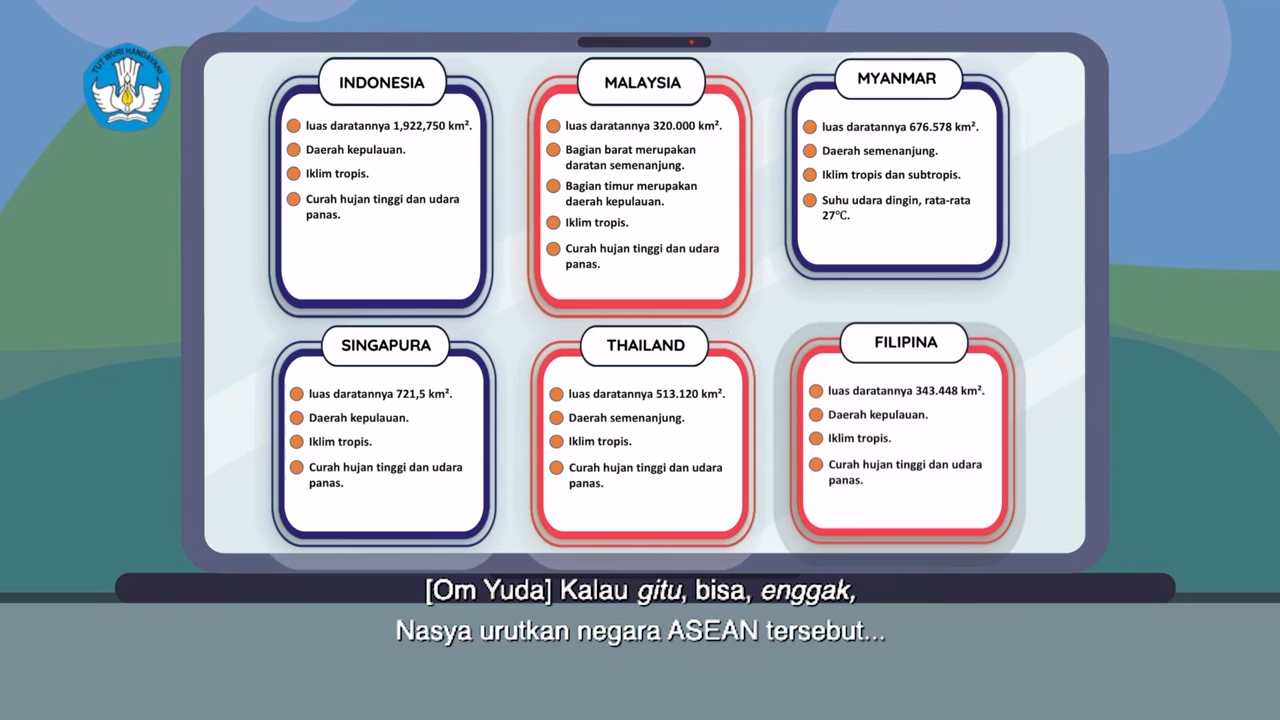 TUT WURI HANDAYANI
INDONESIA
luas daratannya 1,922,750 km².
Daerah kepulauan.
Iklim tropis.
Curah hujan tinggi dan udara
panas.
MALAYSIA
luas daratannya 320.000 km².
Bagian barat merupakan
daratan semenanjung.
Bagian timur merupakan
daerah kepulauan.
Iklim tropis.
Curah hujan tinggi dan udara
panas.
MYANMAR
luas daratannya 676.578 km².
Daerah semenanjung.
Iklim tropis dan subtropis.
Suhu udara dingin, rata-rata
27℃.
SINGAPURA
luas daratannya 721,5 km².
Daerah kepulauan.
Iklim tropis.
Curah hujan tinggi dan udara
panas.
THAILAND
luas daratannya 513.120 km².
Daerah semenanjung.
Iklim tropis.
Curah hujan tinggi dan udara
panas.
FILIPINA
luas daratannya 343.448 km².
Daerah kepulauan.
Iklim tropis.
Curah hujan tinggi dan udara
panas.
[Om Yuda] Kalau gitu, bisa, enggak,
Nasya urutkan negara ASEAN tersebut...